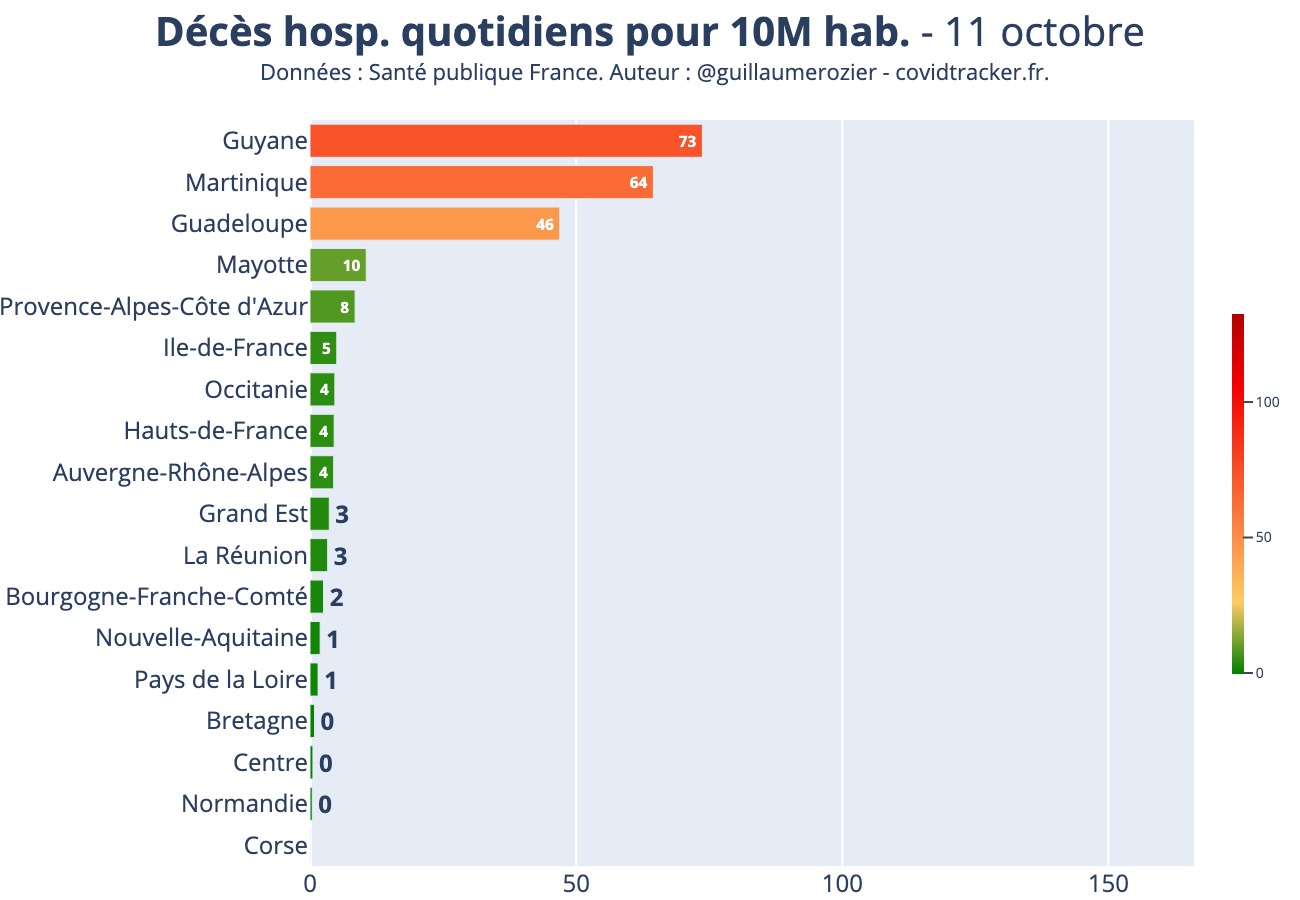 Décès hosp. quotidiens pour 10M hab. - 11 octobre
Données : Santé publique France. Auteur : @guillaumerozier - covidtracker.fr.
Guyane 73
Martinique 64
Guadeloupe 46
Mayotte 10
Provence-Alpes-Côte d'Azur 8
Ile-de-France 5
Occitanie 4
Hauts-de-France 4
Auvergne-Rhône-Alpes 4
Grand Est 3
La Réunion 3
Bourgogne-Franche-Comté 2
Nouvelle-Aquitaine 1
Pays de la Loire 1
Bretagne 0
Centre 0
Normandie 0
Corse
0 50 100 150
100
50
0